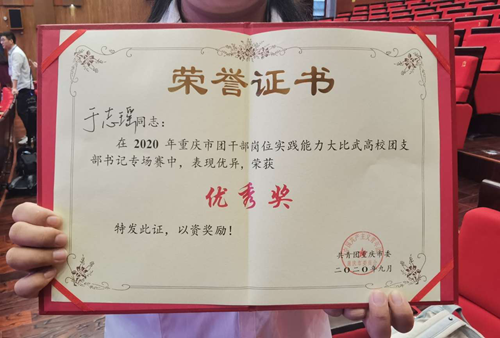 荣誉证书
于志瑶同志：
在 2020 年重庆市团干部岗位实践能力大比武高校团支
部书记专场赛中，表现优异，荣获
优秀奖
特发此证，以资奖励！
共青团重庆市委
二〇二〇年九月